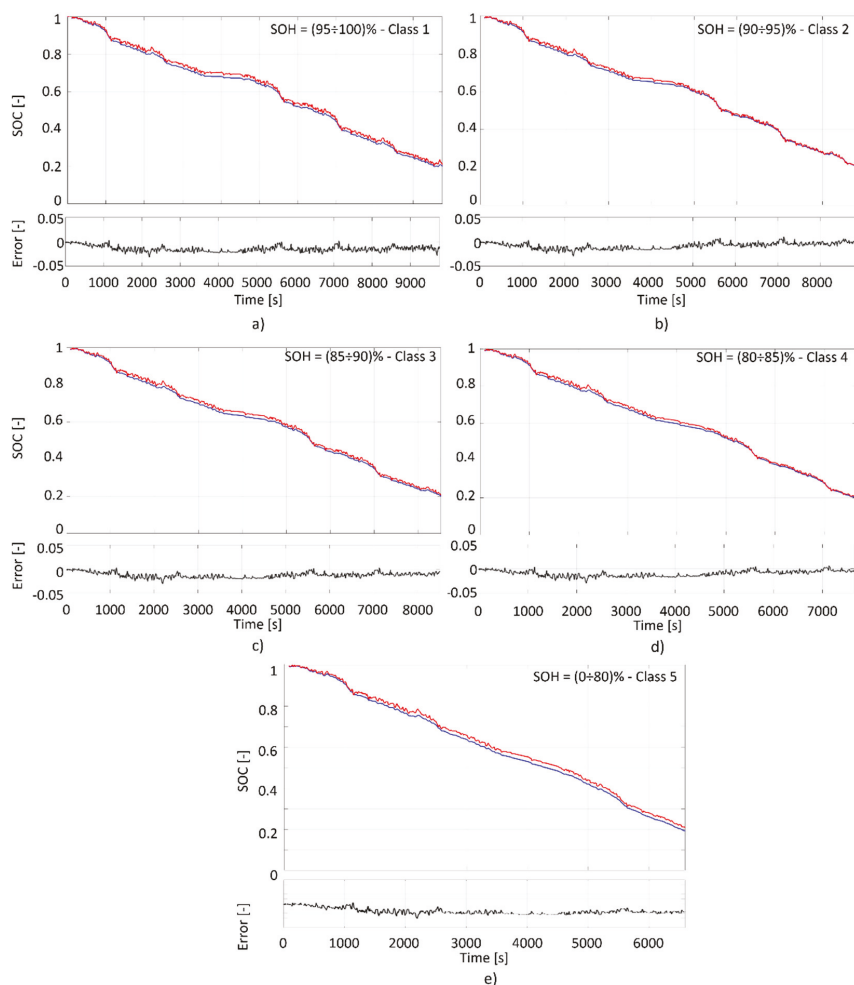 SOH = (95÷100)% - Class 1
SOC [-]
1
0.8
0.6
0.4
0.2
0
Error [-]
0.05
0
-0.05
0 1000 2000 3000 4000 5000 6000 7000 8000 9000
Time [s]
a)
SOH = (90÷95)% - Class 2
SOC [-]
1
0.8
0.6
0.4
0.2
0
Error [-]
0.05
0
-0.05
0 1000 2000 3000 4000 5000 6000 7000 8000
Time [s]
b)
SOH = (85÷90)% - Class 3
SOC [-]
1
0.8
0.6
0.4
0.2
0
Error [-]
0.05
0
-0.05
0 1000 2000 3000 4000 5000 6000 7000 8000
Time [s]
c)
SOH = (80÷85)% - Class 4
SOC [-]
1
0.8
0.6
0.4
0.2
0
Error [-]
0.05
0
-0.05
0 1000 2000 3000 4000 5000 6000 7000
Time [s]
d)
SOH = (0÷80)% - Class 5
SOC [-]
1
0.8
0.6
0.4
0.2
0
Error [-]
0 1000 2000 3000 4000 5000 6000
Time [s]
e)